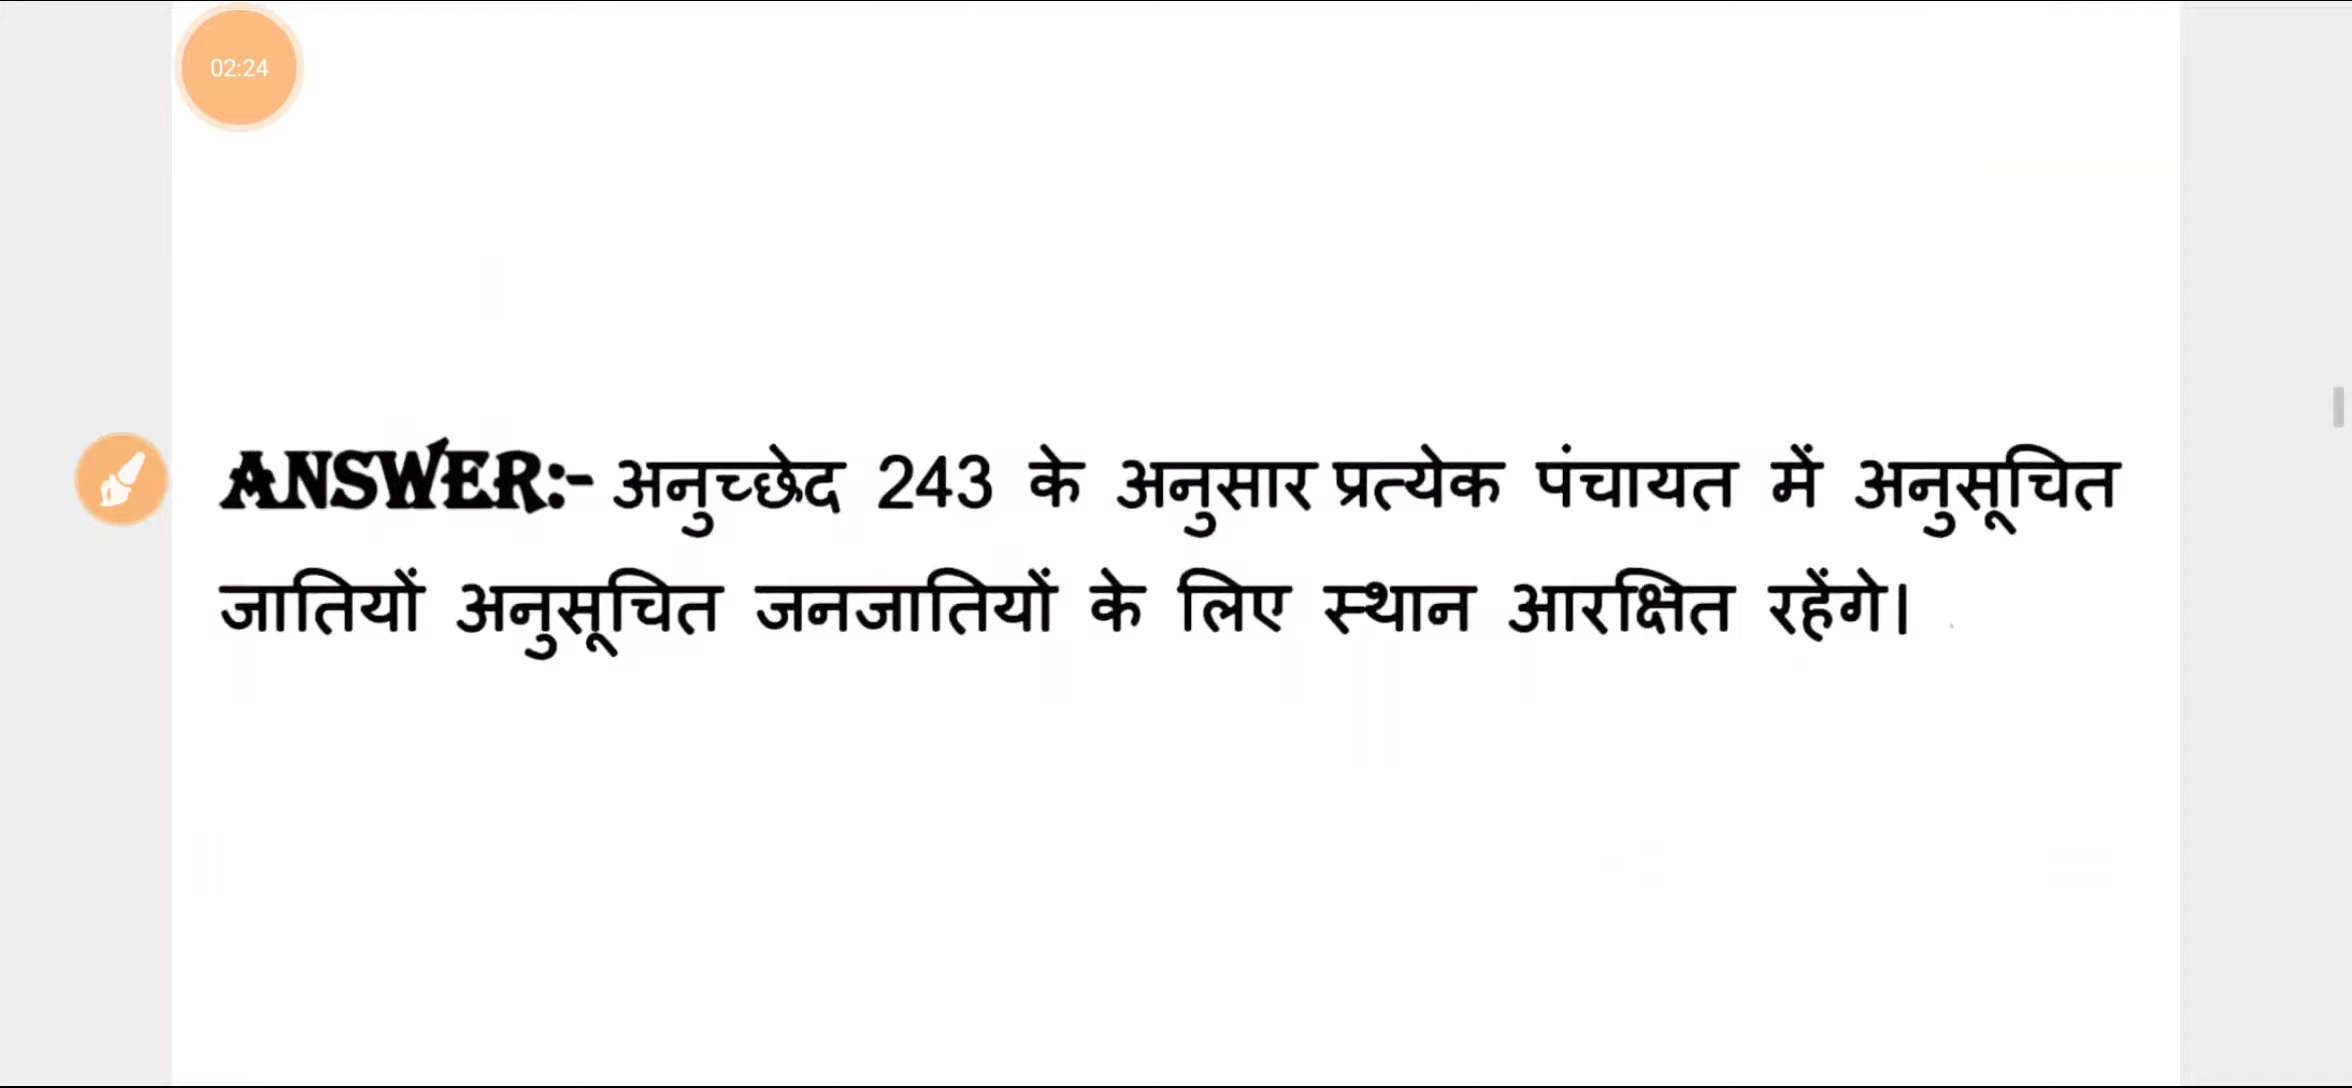 02:24
ANSWER:- अनुच्छेद 243 के अनुसार प्रत्येक पंचायत में अनुसूचित
जातियों अनुसूचित जनजातियों के लिए स्थान आरक्षित रहेंगे।